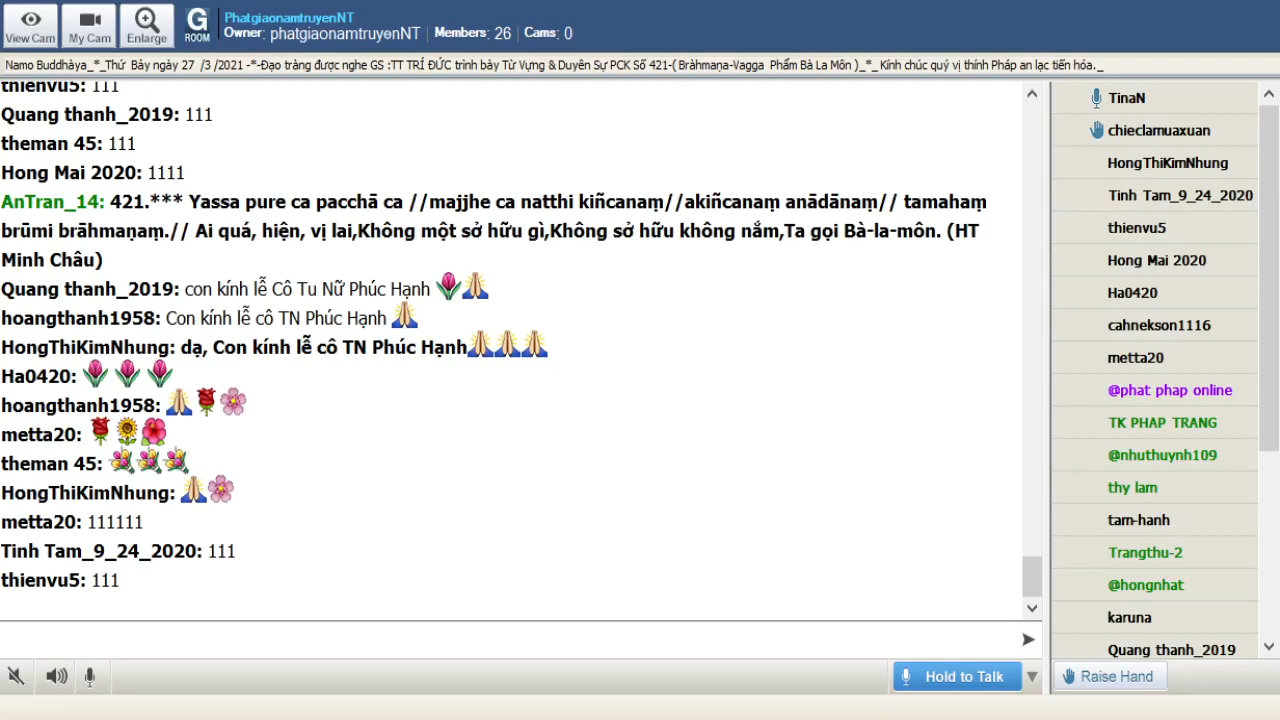 View Cam
My Cam
Enlarge
G
ROOM
PhatgiaonamtruyenNT
Owner: phatgiaonamtruyenNT | Members: 26 | Cams: 0
Namo Buddhàya_*_Thứ Bảy ngày 27 /3 /2021 -*-Đạo tràng được nghe GS :TT TRÍ ĐỨC trình bày Từ Vựng & Duyên Sự PCK Số 421-( Bràhmaṇa-Vagga Phẩm Bà La Môn )_*_ Kính chúc quý vị thính Pháp an lạc tiến hóa._
thienvu5: 111
Quang thanh_2019: 111
theman 45: 111
Hong Mai 2020: 1111
AnTran_14: 421.*** Yassa pure ca pacchā ca //majjhe ca natthi kiñcanaṃ//akiñcanaṃ anādānaṃ// tamahaṃ
brūmi brāhmaṇaṃ.// Ai quá, hiện, vị lai,Không một sở hữu gì,Không sở hữu không nắm,Ta gọi Bà-la-môn. (HT
Minh Châu)
Quang thanh_2019: con kính lễ Cô Tu Nữ Phúc Hạnh 🌷🙏
hoangthanh1958: Con kính lễ cô TN Phúc Hạnh 🙏
HongThiKimNhung: dạ, Con kính lễ cô TN Phúc Hạnh🙏🙏🙏
Ha0420: 🌷🌷🌷
hoangthanh1958: 🙏🌹🌸
metta20: 🌹🌻🌺
theman 45: 💐💐💐
HongThiKimNhung: 🙏🌸
metta20: 111111
Tinh Tam_9_24_2020: 111
thienvu5: 111
Hold to Talk
TinaN
chieclamuaxuan
HongThiKimNhung
Tinh Tam_9_24_2020
thienvu5
Hong Mai 2020
Ha0420
cahnekson1116
metta20
@phat phap online
TK PHAP TRANG
@nhuthuynh109
thy lam
tam-hanh
Trangthu-2
@hongnhat
karuna
Quang thanh_2019
Raise Hand